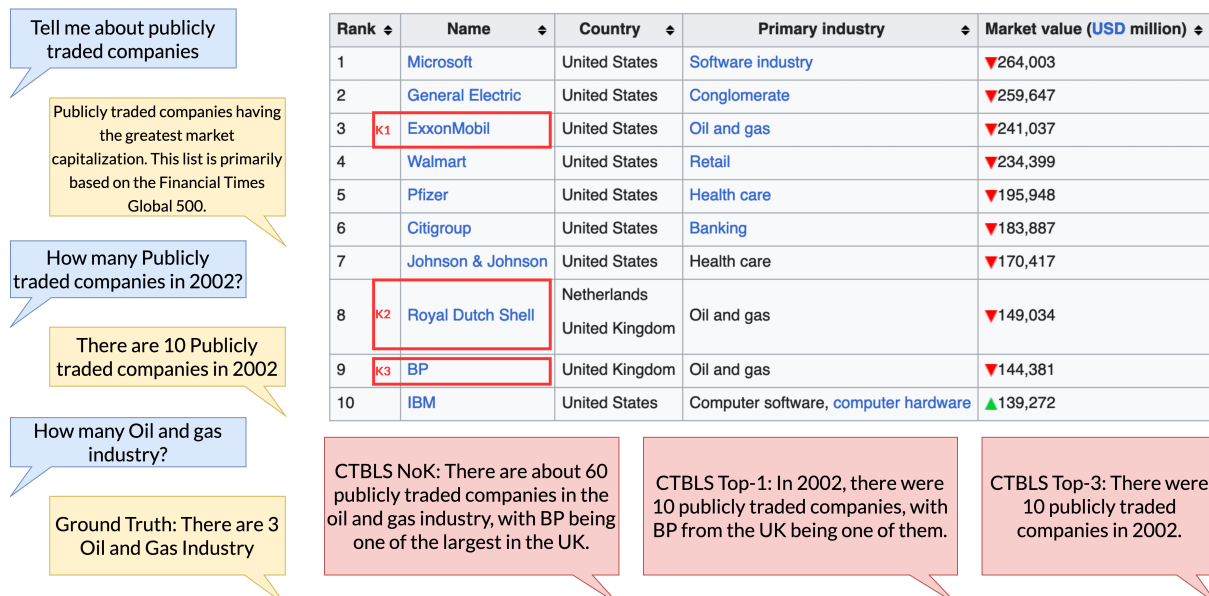 Tell me about publicly
traded companies
Publicly traded companies having
the greatest market
capitalization. This list is primarily
based on the Financial Times
Global 500.
How many Publicly
traded companies in 2002?
There are 10 Publicly
traded companies in 2002
How many Oil and gas
industry?
Ground Truth: There are 3
Oil and Gas Industry
Rank Name Country Primary industry Market value (USD million)
1 Microsoft United States Software industry ▼264,003
2 General Electric United States Conglomerate ▼259,647
3 K1 ExxonMobil United States Oil and gas ▼241,037
4 Walmart United States Retail ▼234,399
5 Pfizer United States Health care ▼195,948
6 Citigroup United States Banking ▼183,887
7 Johnson & Johnson United States Health care ▼170,417
Netherlands
8 K2 Royal Dutch Shell Oil and gas ▼149,034
United Kingdom
9 K3 BP United Kingdom Oil and gas ▼144,381
10 IBM United States Computer software, computer hardware ▲139,272
CTBLS NoK: There are about 60
publicly traded companies in the
oil and gas industry, with BP being
one of the largest in the UK.
CTBLS Top-1: In 2002, there were
10 publicly traded companies, with
BP from the UK being one of them.
CTBLS Top-3: There were
10 publicly traded
companies in 2002.